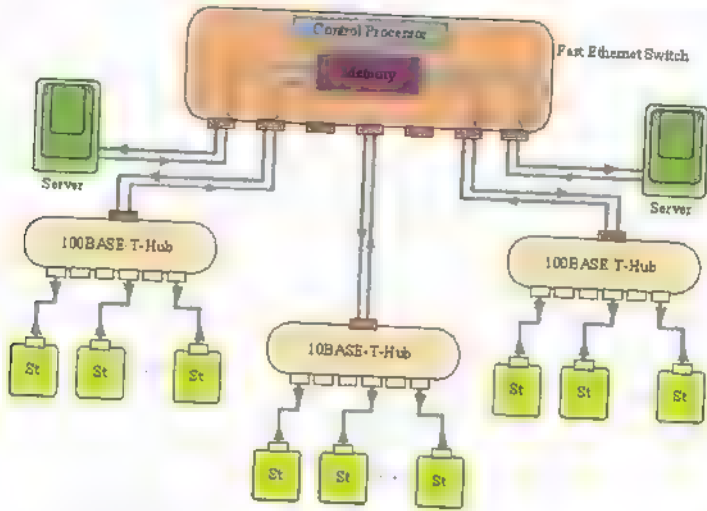 Control Processor
Fast Ethernet Switch
Memory
Server
Server
100BASE-T-Hub
100BASE T-Hub
10BASE-T-Hub
St
St
St
St
St
St
St
St
St